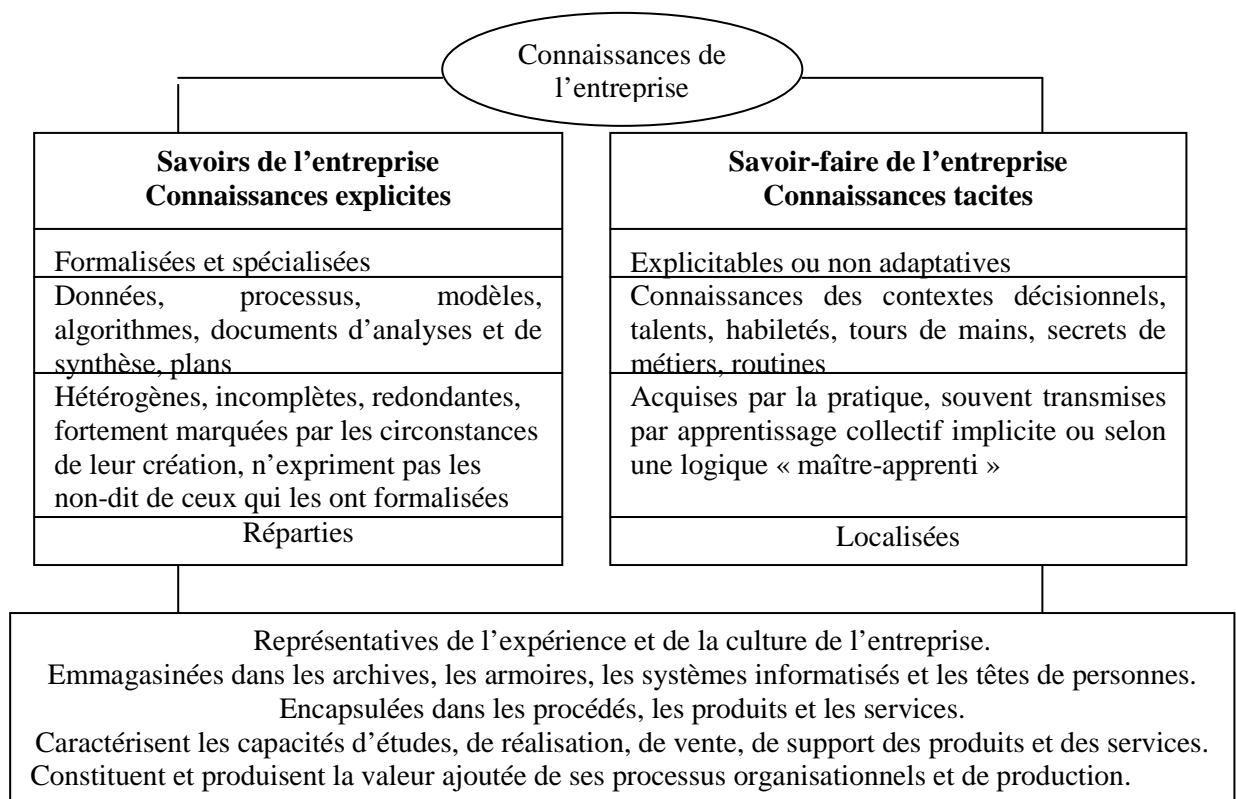 Connaissances de
l’entreprise
Savoirs de l’entreprise
Connaissances explicites
Formalisées et spécialisées
Données, processus, modèles,
algorithmes, documents d’analyses et de
synthèse, plans
Hétérogènes, incomplètes, redondantes,
fortement marquées par les circonstances
de leur création, n’expriment pas les
non-dit de ceux qui les ont formalisées
Réparties
Savoir-faire de l’entreprise
Connaissances tacites
Explicitables ou non adaptatives
Connaissances des contextes décisionnels,
talents, habiletés, tours de mains, secrets de
métiers, routines
Acquises par la pratique, souvent transmises
par apprentissage collectif implicite ou selon
une logique « maître-apprenti »
Localisées
Représentatives de l’expérience et de la culture de l’entreprise.
Emmagasinées dans les archives, les armoires, les systèmes informatisés et les têtes de personnes.
Encapsulées dans les procédés, les produits et les services.
Caractérisent les capacités d’études, de réalisation, de vente, de support des produits et des services.
Constituent et produisent la valeur ajoutée de ses processus organisationnels et de production.